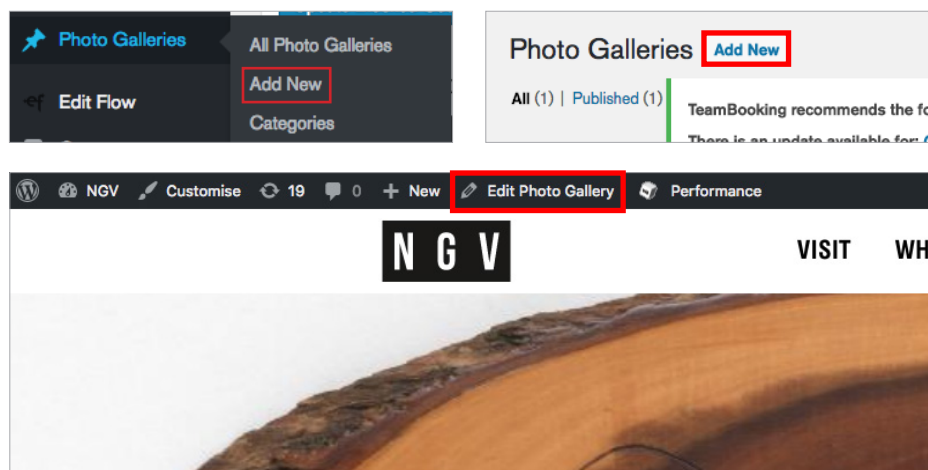 Photo Galleries
All Photo Galleries
Add New
Edit Flow
Categories
Photo Galleries Add New
All (1) | Published (1)
TeamBooking recommends the fo
There is an update available for:
NGV Customise 19 0 New Edit Photo Gallery Performance
NGV
VISIT WH